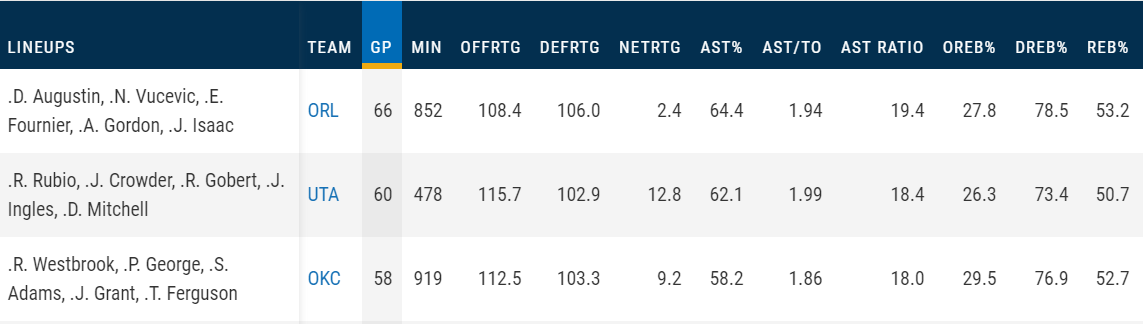 LINEUPS TEAM GP MIN OFFRTG DEFRTG NETRTG AST% AST/TO AST RATIO OREB% DREB% REB%
.D. Augustin, .N. Vucevic, .E.
Fournier, .A. Gordon, .J. Isaac
ORL 66 852 108.4 106.0 2.4 64.4 1.94 19.4 27.8 78.5 53.2
.R. Rubio, .J. Crowder, .R. Gobert, .J.
Ingles, .D. Mitchell
UTA 60 478 115.7 102.9 12.8 62.1 1.99 18.4 26.3 73.4 50.7
.R. Westbrook, .P. George, .S.
Adams, .J. Grant, .T. Ferguson
OKC 58 919 112.5 103.3 9.2 58.2 1.86 18.0 29.5 76.9 52.7